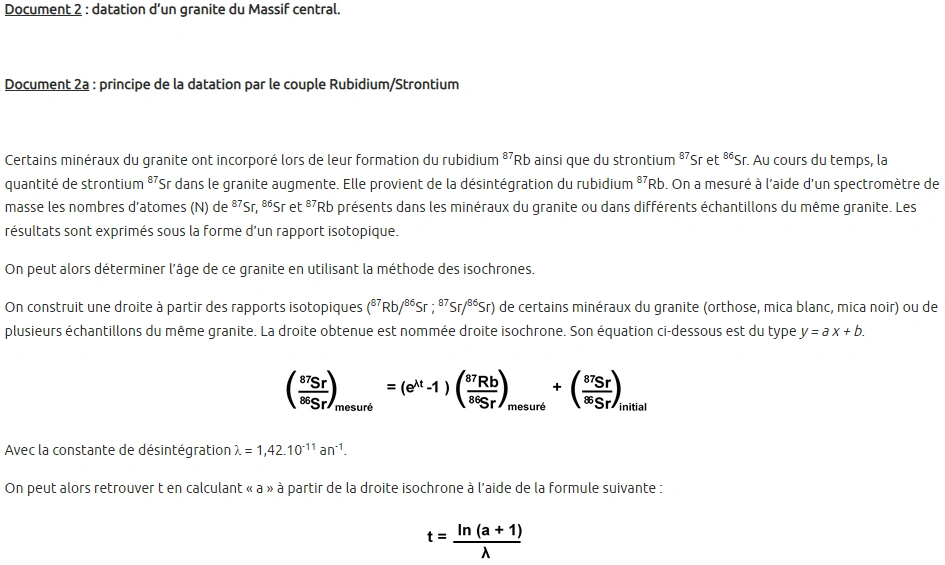 Document 2 : datation d’un granite du Massif central.
Document 2a : principe de la datation par le couple Rubidium/Strontium
Certains minéraux du granite ont incorporé lors de leur formation du rubidium ⁸⁷Rb ainsi que du strontium ⁸⁷Sr et ⁸⁶Sr. Au cours du temps, la
quantité de strontium ⁸⁷Sr dans le granite augmente. Elle provient de la désintégration du rubidium ⁸⁷Rb. On a mesuré à l’aide d’un spectromètre de
masse les nombres d’atomes (N) de ⁸⁷Sr, ⁸⁶Sr et ⁸⁷Rb présents dans les minéraux du granite ou dans différents échantillons du même granite. Les
résultats sont exprimés sous la forme d’un rapport isotopique.
On peut alors déterminer l’âge de ce granite en utilisant la méthode des isochrones.
On construit une droite à partir des rapports isotopiques (⁸⁷Rb/⁸⁶Sr ; ⁸⁷Sr/⁸⁶Sr) de certains minéraux du granite (orthose, mica blanc, mica noir) ou de
plusieurs échantillons du même granite. La droite obtenue est nommée droite isochrone. Son équation ci-dessous est du type y = a x + b.
(⁸⁷Sr/⁸⁶Sr)mesuré = (e^λt -1 ) (⁸⁷Rb/⁸⁶Sr)mesuré + (⁸⁷Sr/⁸⁶Sr)initial
Avec la constante de désintégration λ = 1,42.10⁻¹¹ an⁻¹.
On peut alors retrouver t en calculant « a » à partir de la droite isochrone à l’aide de la formule suivante :
t = ln (a + 1) / λ